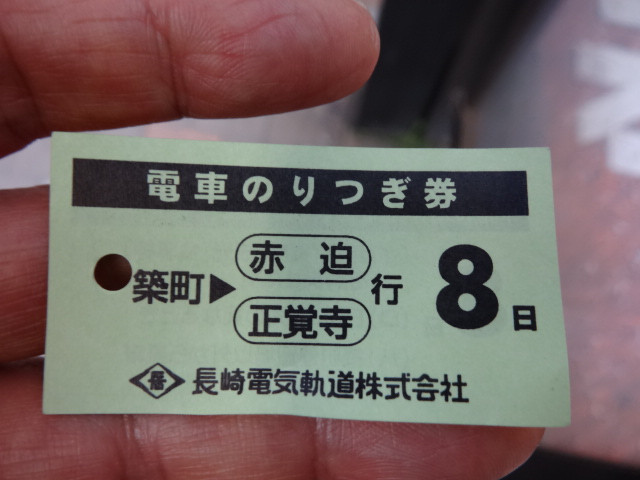 電車のりつぎ券
築町▶赤迫 正覚寺 行 8日
長崎電気軌道株式会社